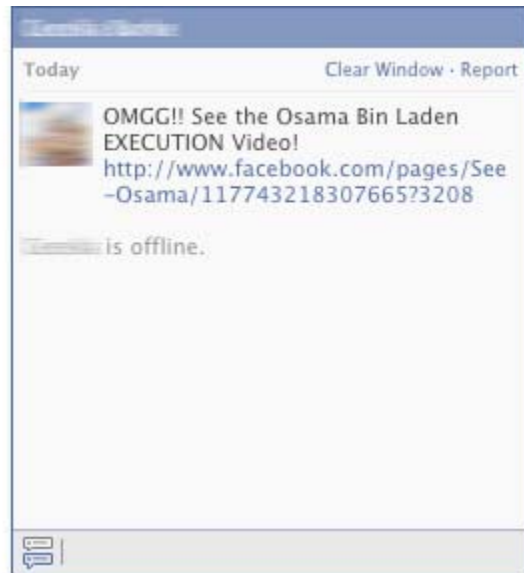 Today Clear Window · Report
OMGG!! See the Osama Bin Laden
EXECUTION Video!
http://www.facebook.com/pages/See
-Osama/117743218307665?3208
is offline.